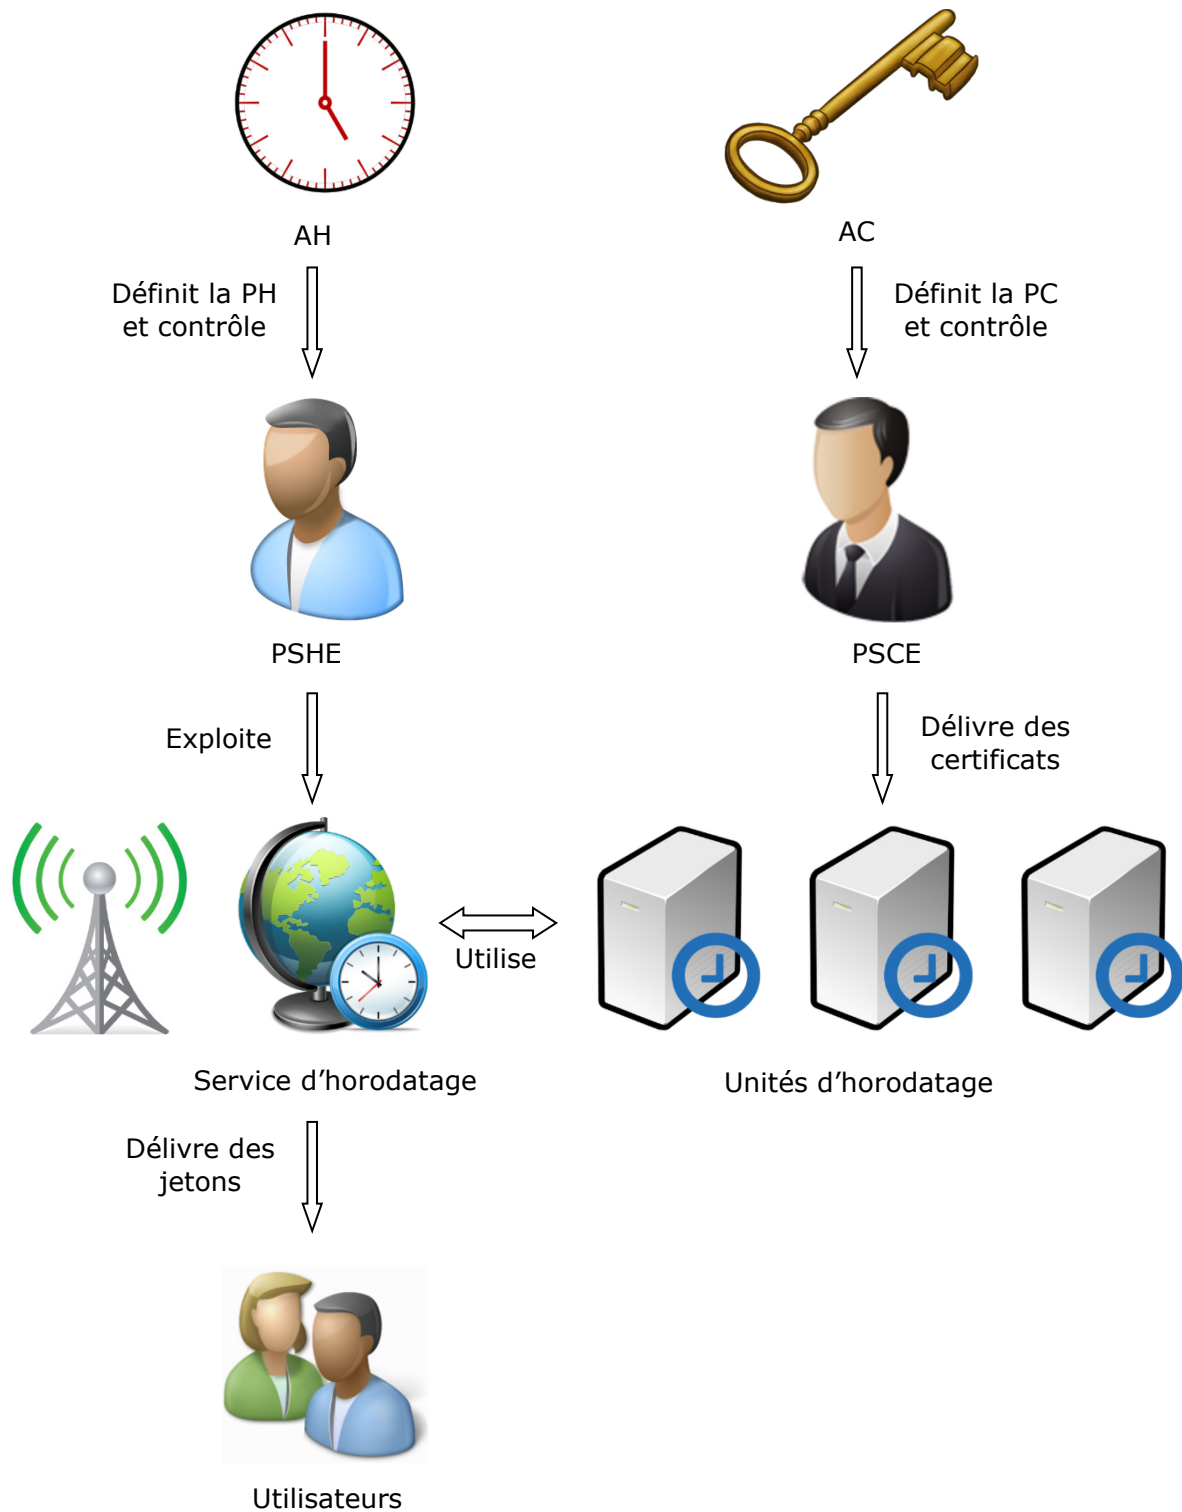 AH
AC
Définit la PH
et contrôle
Définit la PC
et contrôle
PSHE
PSCE
Exploite
Délivre des
certificats
Utilise
Service d’horodatage
Unités d’horodatage
Délivre des
jetons
Utilisateurs